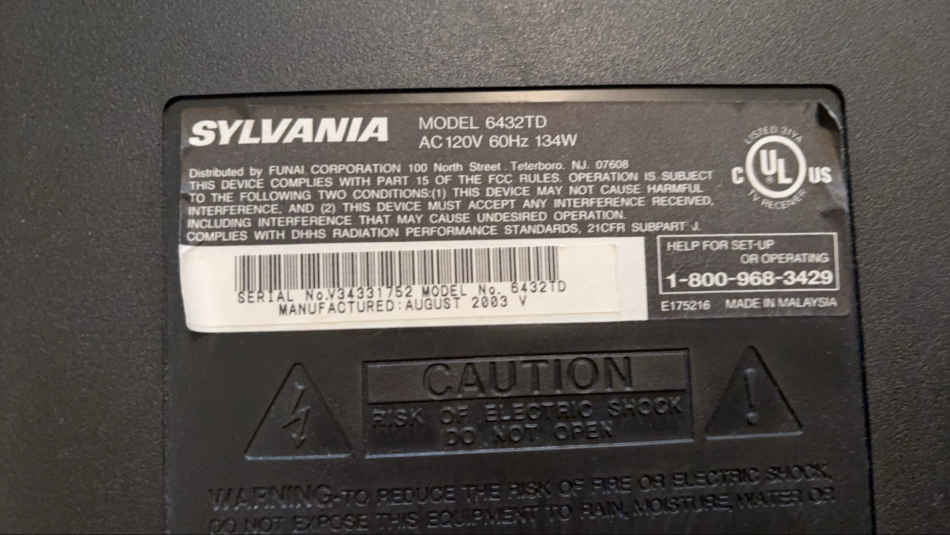 SYLVANIA
MODEL 6432TD
AC120V 60Hz 134W
Distributed by FUNAI CORPORATION 100 North Street. Teterboro. NJ. 07608
THIS DEVICE COMPLIES WITH PART 15 OF THE FCC RULES. OPERATION IS SUBJECT
TO THE FOLLOWING TWO CONDITIONS:(1) THIS DEVICE MAY NOT CAUSE HARMFUL
INTERFERENCE, AND (2) THIS DEVICE MUST ACCEPT ANY INTERFERENCE RECEIVED,
INCLUDING INTERFERENCE THAT MAY CAUSE UNDESIRED OPERATION.
COMPLIES WITH DHHS RADIATION PERFORMANCE STANDARDS, 21CFR SUBPART J.
LISTED 31YA
C UL US
TV RECEIVER
SERIAL No.V34331752 MODEL No. 6432TD
MANUFACTURED:AUGUST 2003 V
HELP FOR SET-UP
OR OPERATING
1-800-968-3429
E175216 MADE IN MALAYSIA
CAUTION
RISK OF ELECTRIC SHOCK
DO NOT OPEN
WARNING-TO REDUCE THE RISK OF FIRE OR ELECTRIC SHOCK,
DO NOT EXPOSE THIS EQUIPMENT TO RAIN, MOISTURE, WATER OR